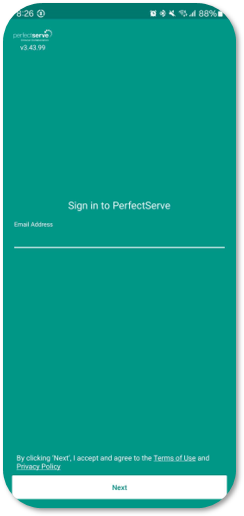 8:26
88%
perfectserve
v3.43.99
Sign in to PerfectServe
Email Address
By clicking 'Next', I accept and agree to the Terms of Use and
Privacy Policy
Next